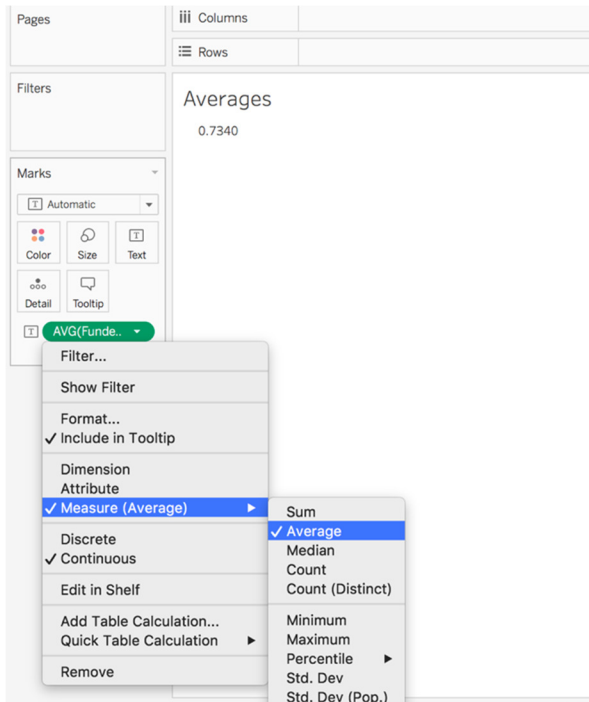 Pages
iii Columns
Rows
Filters
Averages
0.7340
Marks
T Automatic
Color Size Text
Detail Tooltip
T AVG(Funde..
Filter...
Show Filter
Format...
✓ Include in Tooltip
Dimension
Attribute
✓ Measure (Average)
Discrete
✓ Continuous
Edit in Shelf
Add Table Calculation...
Quick Table Calculation
Remove
Sum
✓ Average
Median
Count
Count (Distinct)
Minimum
Maximum
Percentile
Std. Dev
Std. Dev (Pop.)